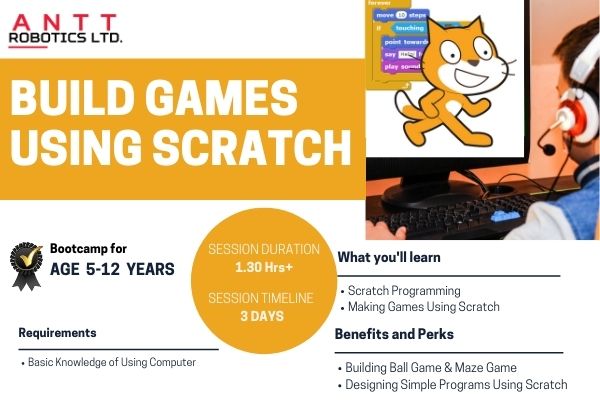 ANTT
ROBOTICS LTD.
BUILD GAMES
USING SCRATCH
forever
move 10 steps
if touching
point towards
say Hello
play sound
Bootcamp for
AGE 5-12 YEARS
SESSION DURATION
1.30 Hrs+
SESSION TIMELINE
3 DAYS
Requirements
• Basic Knowledge of Using Computer
What you'll learn
• Scratch Programming
• Making Games Using Scratch
Benefits and Perks
• Building Ball Game & Maze Game
• Designing Simple Programs Using Scratch